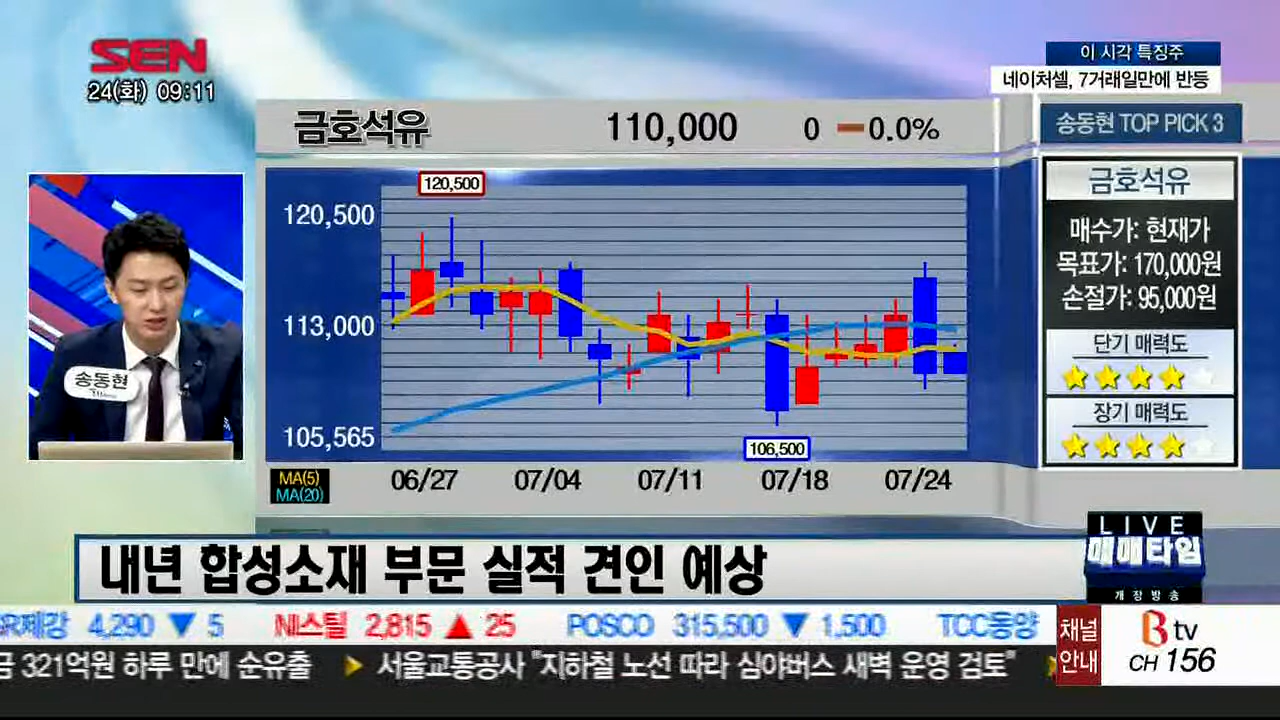 SEN
24(화) 09:11
이 시각 특징주
네이처셀, 7거래일만에 반등
금호석유 110,000 0 0.0%
송동현 TOP PICK 3
금호석유
매수가: 현재가
목표가: 170,000원
손절가: 95,000원
단기 매력도
장기 매력도
120,500
120,500
113,000
105,565
106,500
MA(5)
MA(20)
06/27 07/04 07/11 07/18 07/24
송동현
내년 합성소재 부문 실적 견인 예상
LIVE
매매타임
개장방송
제강 4,290 ▼ 5 NI스틸 2,815 ▲ 25 POSCO 315,500 ▼ 1,500 TCC동양
금 321억원 하루 만에 순유출 ▶ 서울교통공사 "지하철 노선 따라 심야버스 새벽 운영 검토"
채널
안내
B tv
CH 156